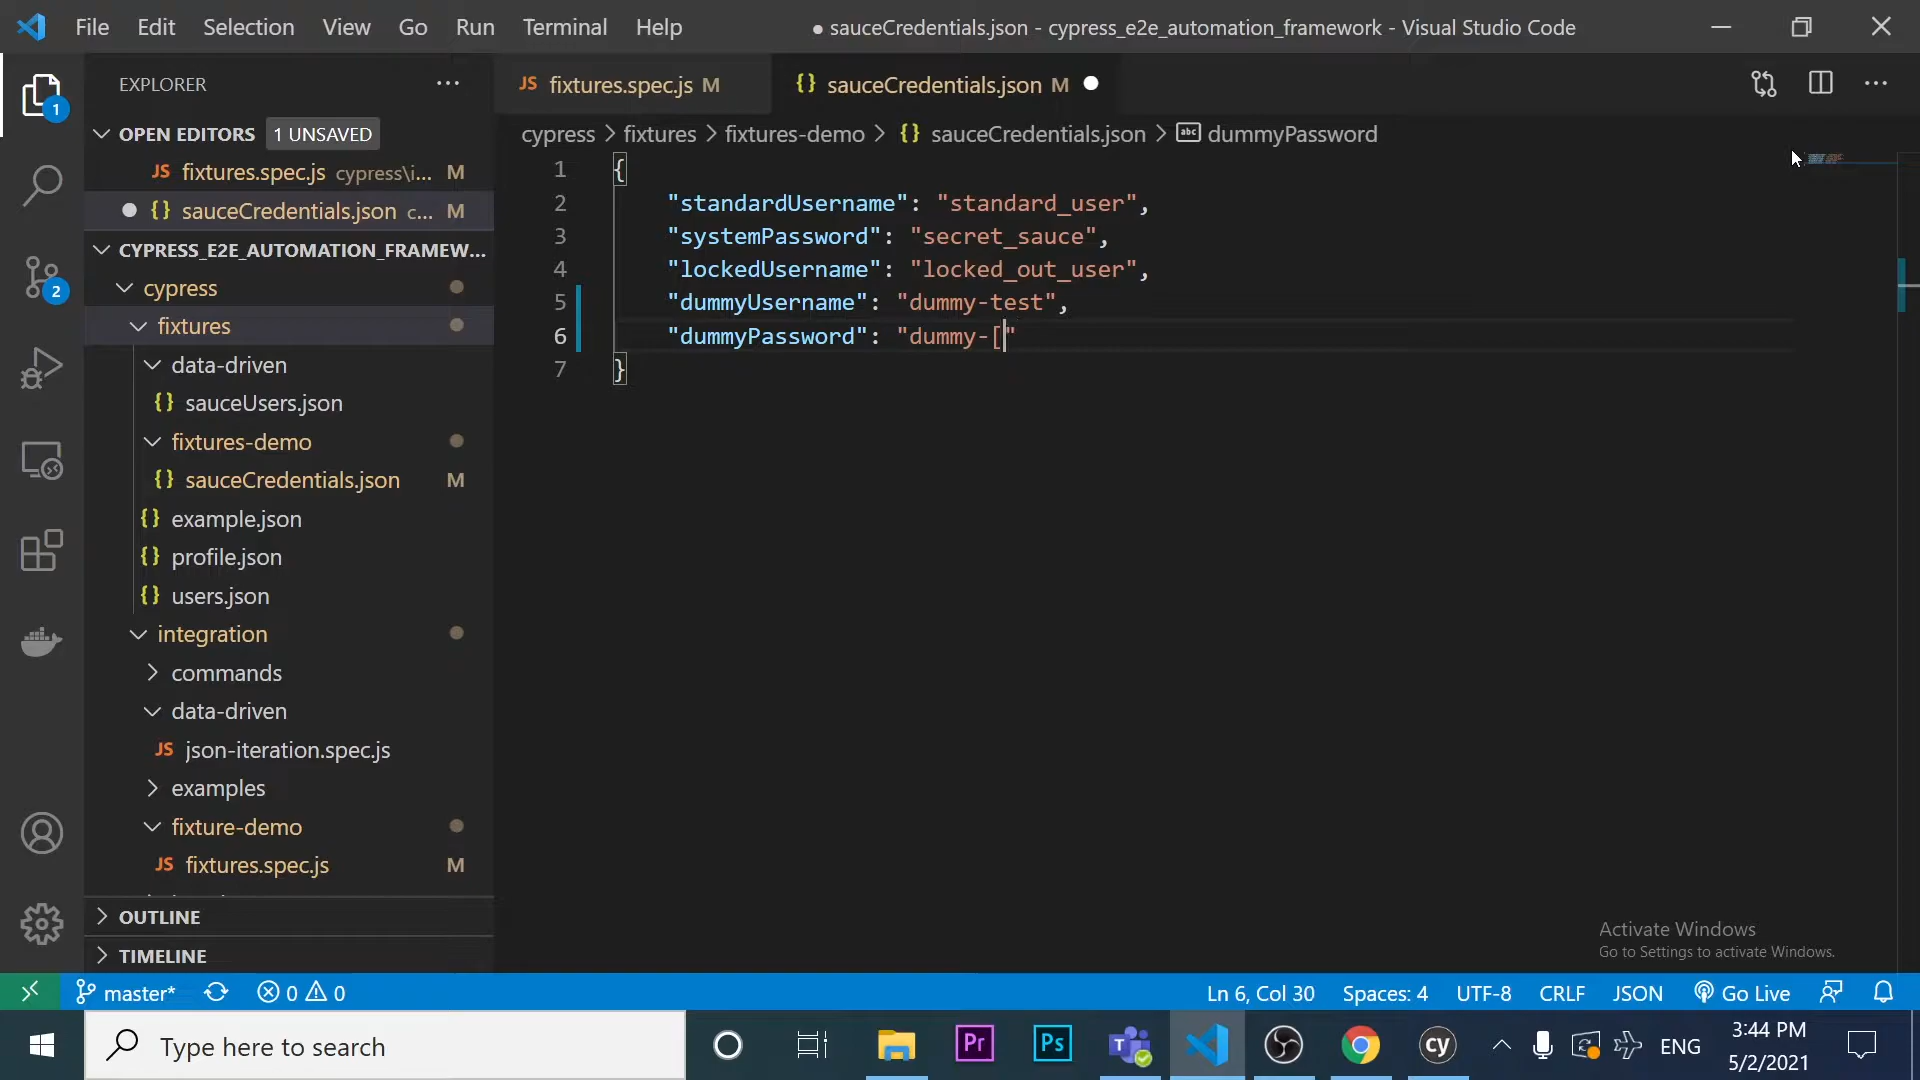 File Edit Selection View Go Run Terminal Help
● sauceCredentials.json - cypress_e2e_automation_framework - Visual Studio Code
EXPLORER
OPEN EDITORS 1 UNSAVED
JS fixtures.spec.js cypress\i... M
{} sauceCredentials.json c... M
CYPRESS_E2E_AUTOMATION_FRAMEW...
cypress
fixtures
data-driven
{} sauceUsers.json
fixtures-demo
{} sauceCredentials.json M
{} example.json
{} profile.json
{} users.json
integration
commands
data-driven
JS json-iteration.spec.js
examples
fixture-demo
JS fixtures.spec.js M
OUTLINE
TIMELINE
1
2
JS fixtures.spec.js M
{} sauceCredentials.json M
cypress > fixtures > fixtures-demo > {} sauceCredentials.json > abc dummyPassword
1 {
2 "standardUsername": "standard_user",
3 "systemPassword": "secret_sauce",
4 "lockedUsername": "locked_out_user",
5 "dummyUsername": "dummy-test",
6 "dummyPassword": "dummy-["
7 }
Activate Windows
Go to Settings to activate Windows.
master* 0 0 Ln 6, Col 30 Spaces: 4 UTF-8 CRLF JSON Go Live
Type here to search
Pr
Ps
T
cy
ENG
3:44 PM
5/2/2021